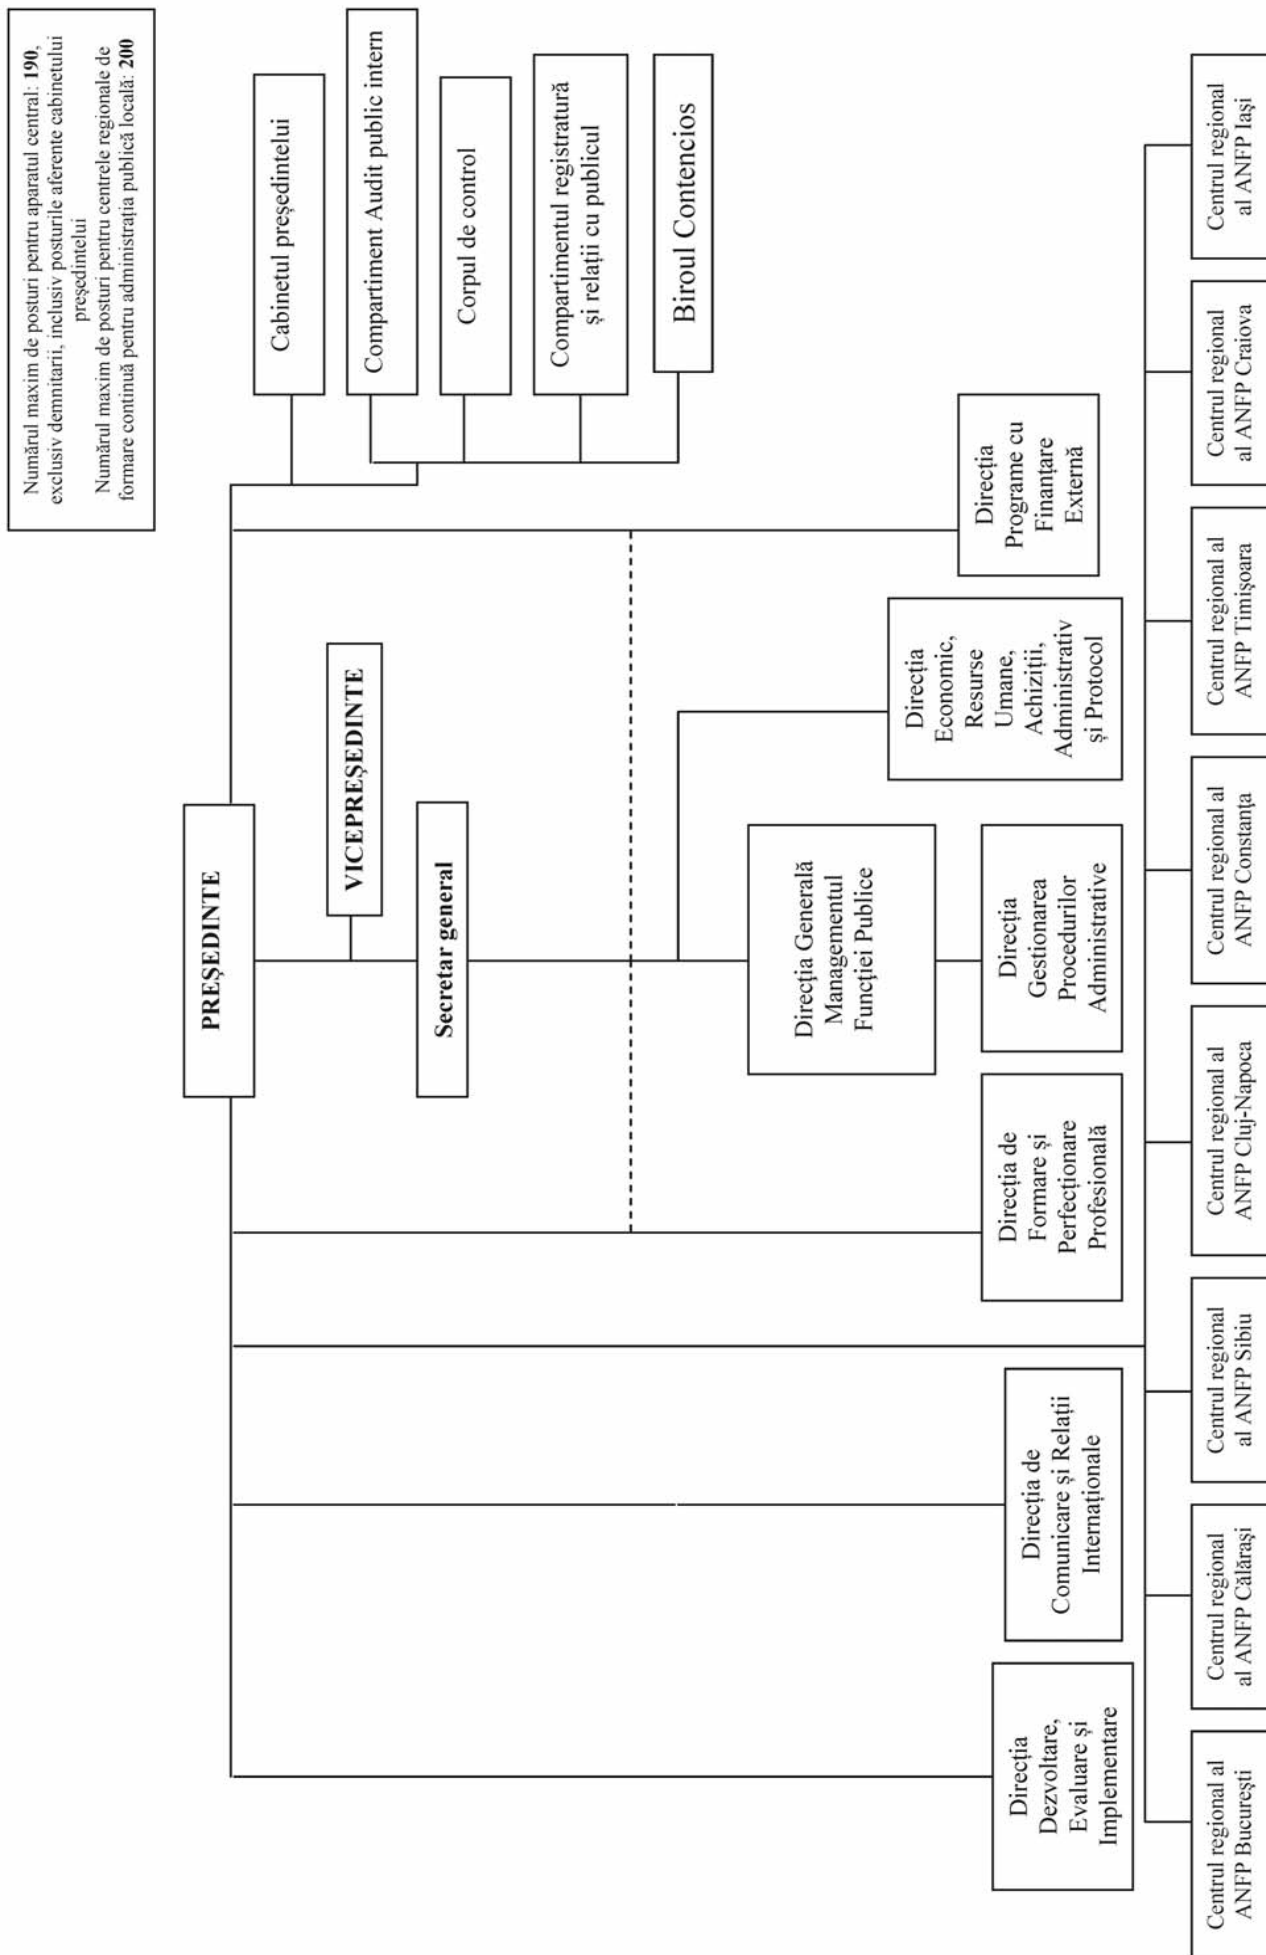 Numărul maxim de posturi pentru aparatul central: 190,
exclusiv demnitarii, inclusiv posturile aferente cabinetului
președintelui
Numărul maxim de posturi pentru centrele regionale de
formare continuă pentru administrația publică locală: 200
PREȘEDINTE
VICEPREȘEDINTE
Secretar general
Cabinetul președintelui
Compartiment Audit public intern
Corpul de control
Compartimentul registratură
și relații cu publicul
Biroul Contencios
Direcția
Dezvoltare,
Evaluare și
Implementare
Direcția de
Comunicare și Relații
Internaționale
Direcția de
Formare și
Perfecționare
Profesională
Direcția Generală
Managementul
Funcției Publice
Direcția
Gestionarea
Procedurilor
Administrative
Direcția
Economic,
Resurse
Umane,
Achiziții,
Administrativ
și Protocol
Direcția
Programe cu
Finanțare
Externă
Centrul regional al
ANFP București
Centrul regional
al ANFP Călărași
Centrul regional
al ANFP Sibiu
Centrul regional al
ANFP Cluj-Napoca
Centrul regional al
ANFP Constanța
Centrul regional al
ANFP Timișoara
Centrul regional
al ANFP Craiova
Centrul regional
al ANFP Iași